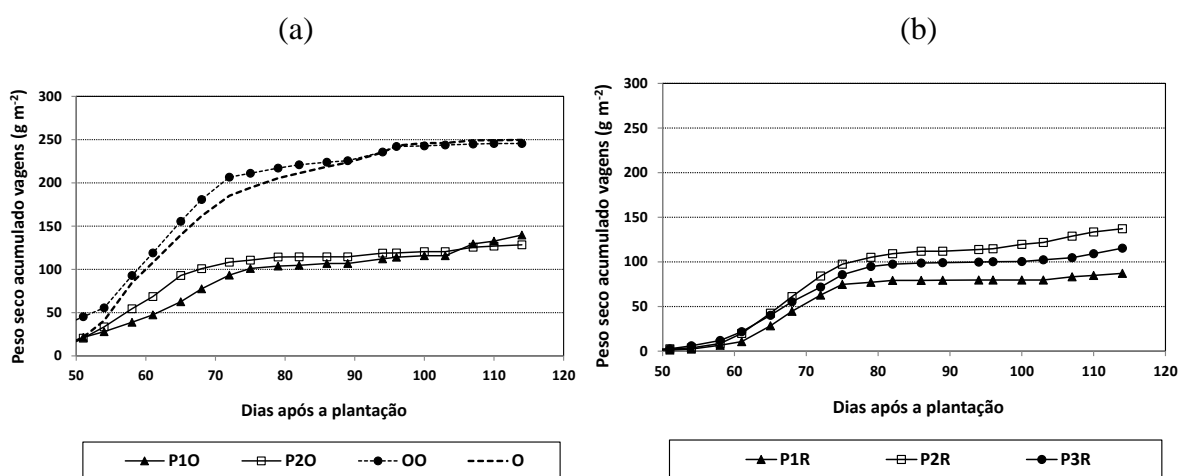 (a)
Peso seco acumulado vagens (g m⁻²)
300
250
200
150
100
50
0
50 60 70 80 90 100 110 120
Dias após a plantação
P1O P2O OO O
(b)
Peso seco acumulado vagens (g m⁻²)
300
250
200
150
100
50
0
50 60 70 80 90 100 110 120
Dias após a plantação
P1R P2R P3R